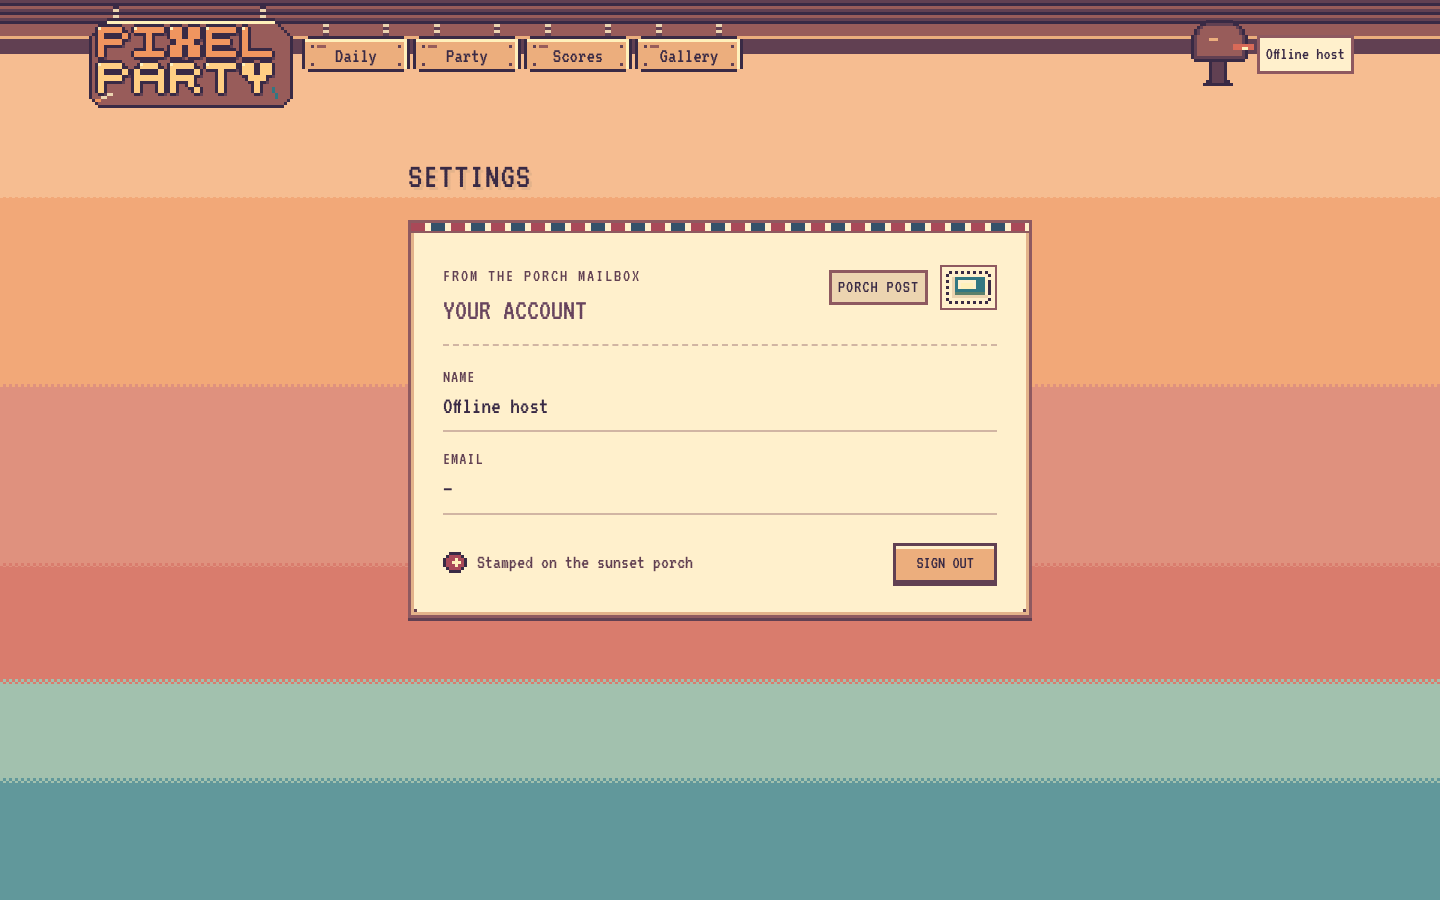 PIXEL
PARTY
Daily
Party
Scores
Gallery
Offline host
SETTINGS
FROM THE PORCH MAILBOX
YOUR ACCOUNT
PORCH POST
NAME
Offline host
EMAIL
—
Stamped on the sunset porch
SIGN OUT